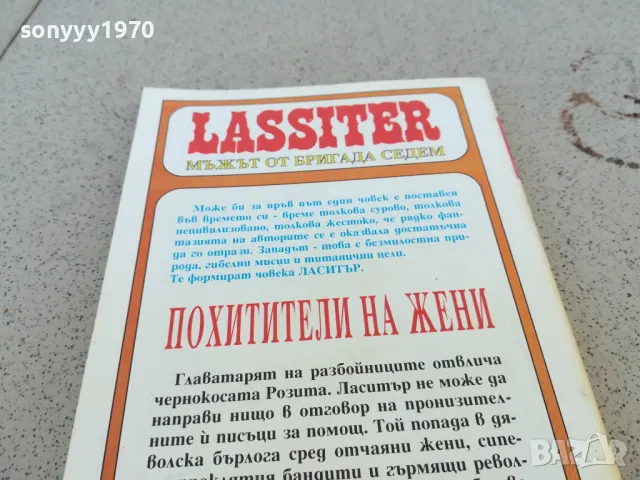 sonyyy1970
LASSITER
МЪЖЪТ ОТ БРИГАДА СЕДЕМ
Може би за пръв път един човек е поставен
във времето си - време толкова сурово, толкова
нецивилизовано, толкова жестоко, че рядко фан-
тазията на авторите се е оказвала достатъчна
да го отрази. Западът - това е безмилостна при-
рода, гибелни мисии и титанични цели.
Те формират човека ЛАСИТЪР.
ПОХИТИТЕЛИ НА ЖЕНИ
Главатарят на разбойниците отвлича
чернокосата Розита. Ласитър не може да
направи нищо в отговор на пронизител-
ните ѝ писъци за помощ. Той попада в дя-
волска бърлога сред отчаяни жени, сипе-
проклятия бандити и гърмящи револ-
BAZAR